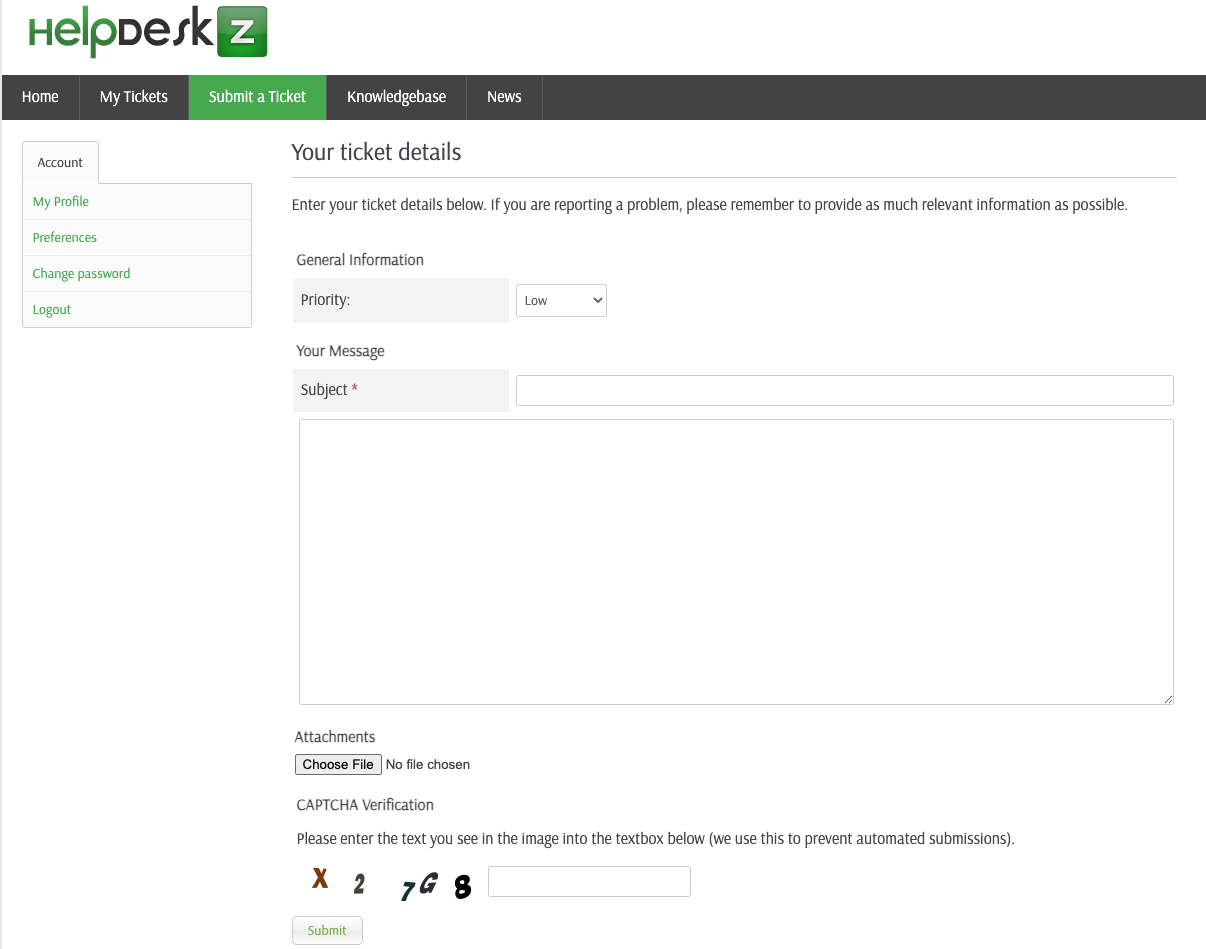 HelpDesk Z
Home My Tickets Submit a Ticket Knowledgebase News
Account
My Profile
Preferences
Change password
Logout
Your ticket details
Enter your ticket details below. If you are reporting a problem, please remember to provide as much relevant information as possible.
General Information
Priority: Low
Your Message
Subject *
Attachments
Choose File No file chosen
CAPTCHA Verification
Please enter the text you see in the image into the textbox below (we use this to prevent automated submissions).
X 2 7 G 8
Submit